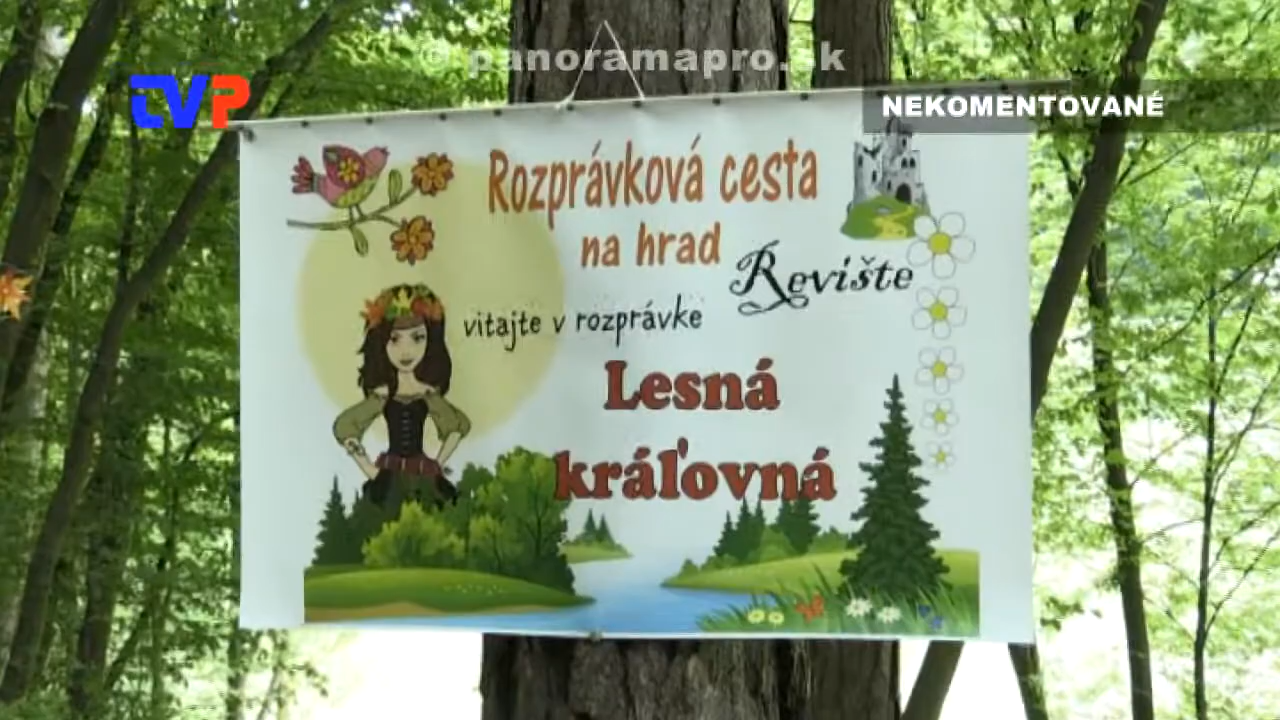 © panoramapro.sk
TVP
NEKOMENTOVANÉ
Rozprávková cesta
na hrad
Revište
vitajte v rozprávke
Lesná
kráľovná